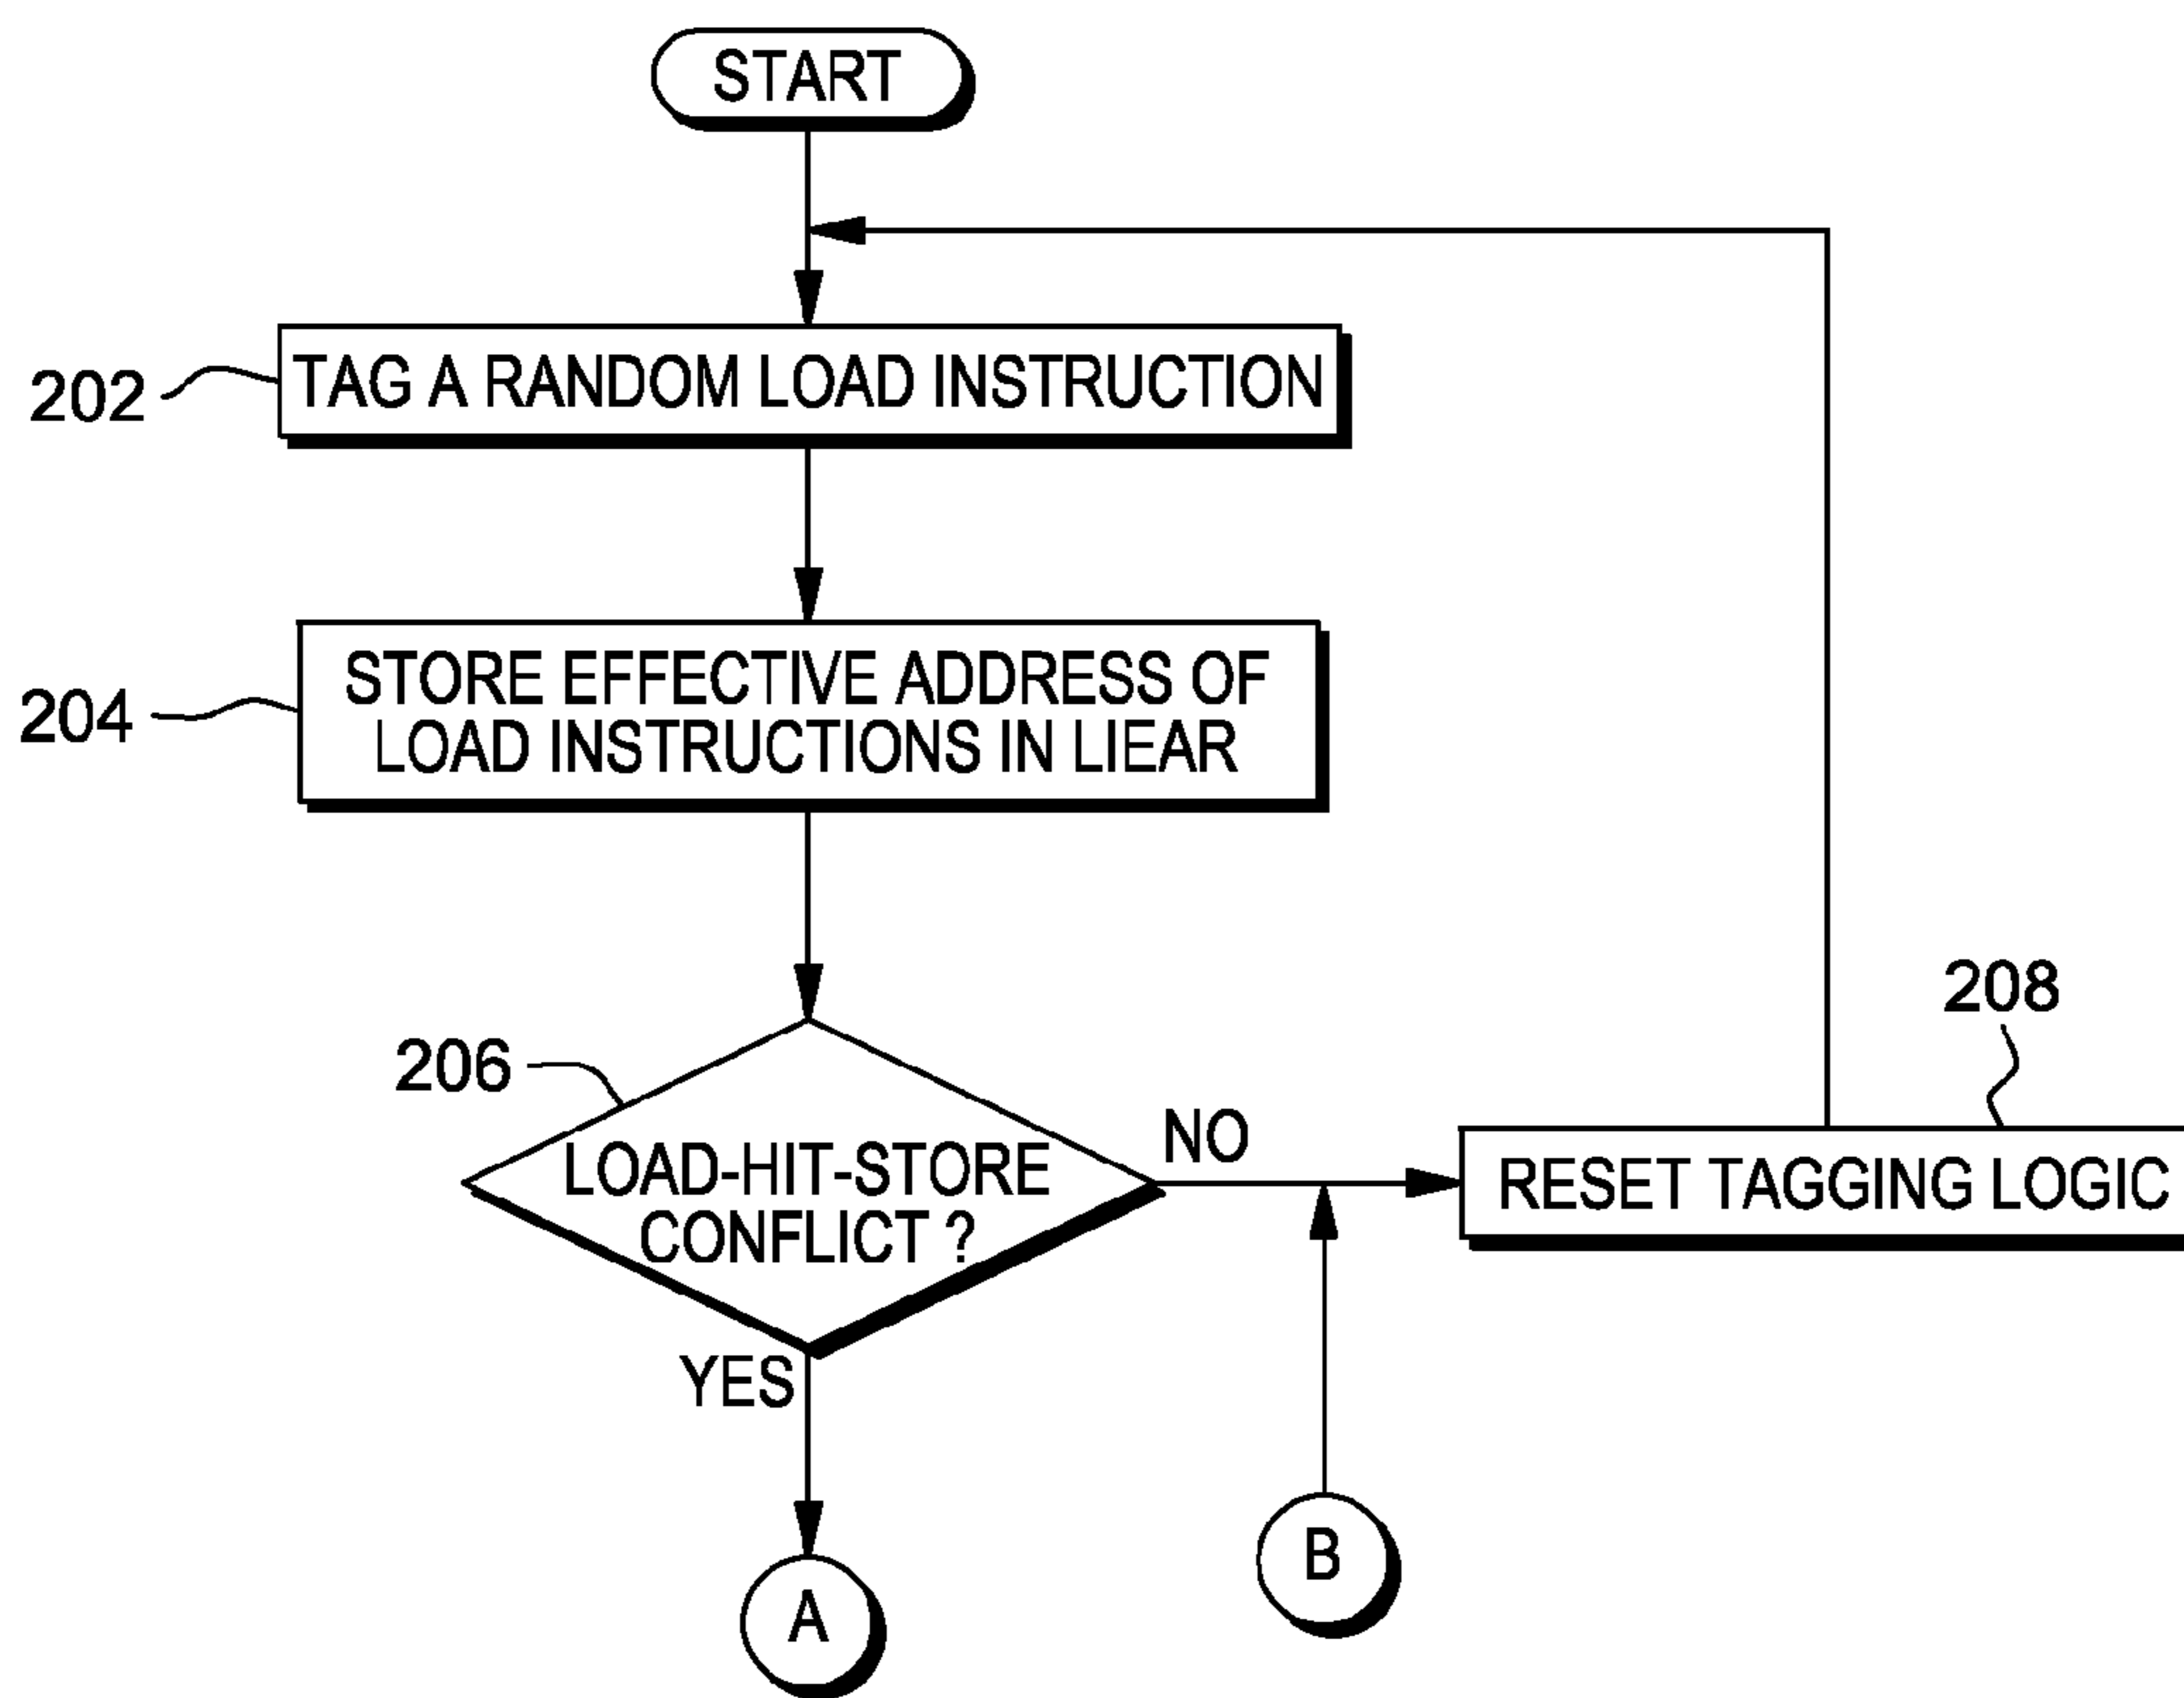 START
202
TAG A RANDOM LOAD INSTRUCTION
204
STORE EFFECTIVE ADDRESS OF
LOAD INSTRUCTIONS IN LIEAR
206
LOAD-HIT-STORE
CONFLICT ?
NO
208
RESET TAGGING LOGIC
YES
B
A